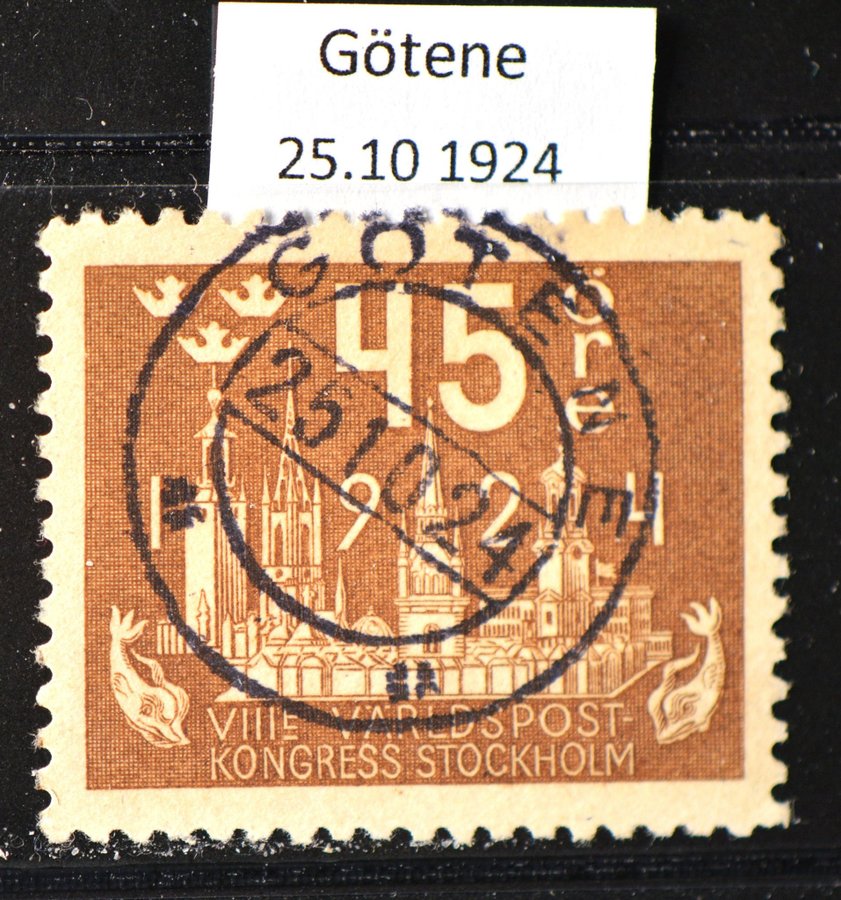 Götene
25.10 1924
GÖTENE
45 öre
25 10 24
1924
VIIIE VÄRLDSPOST-
KONGRESS STOCKHOLM